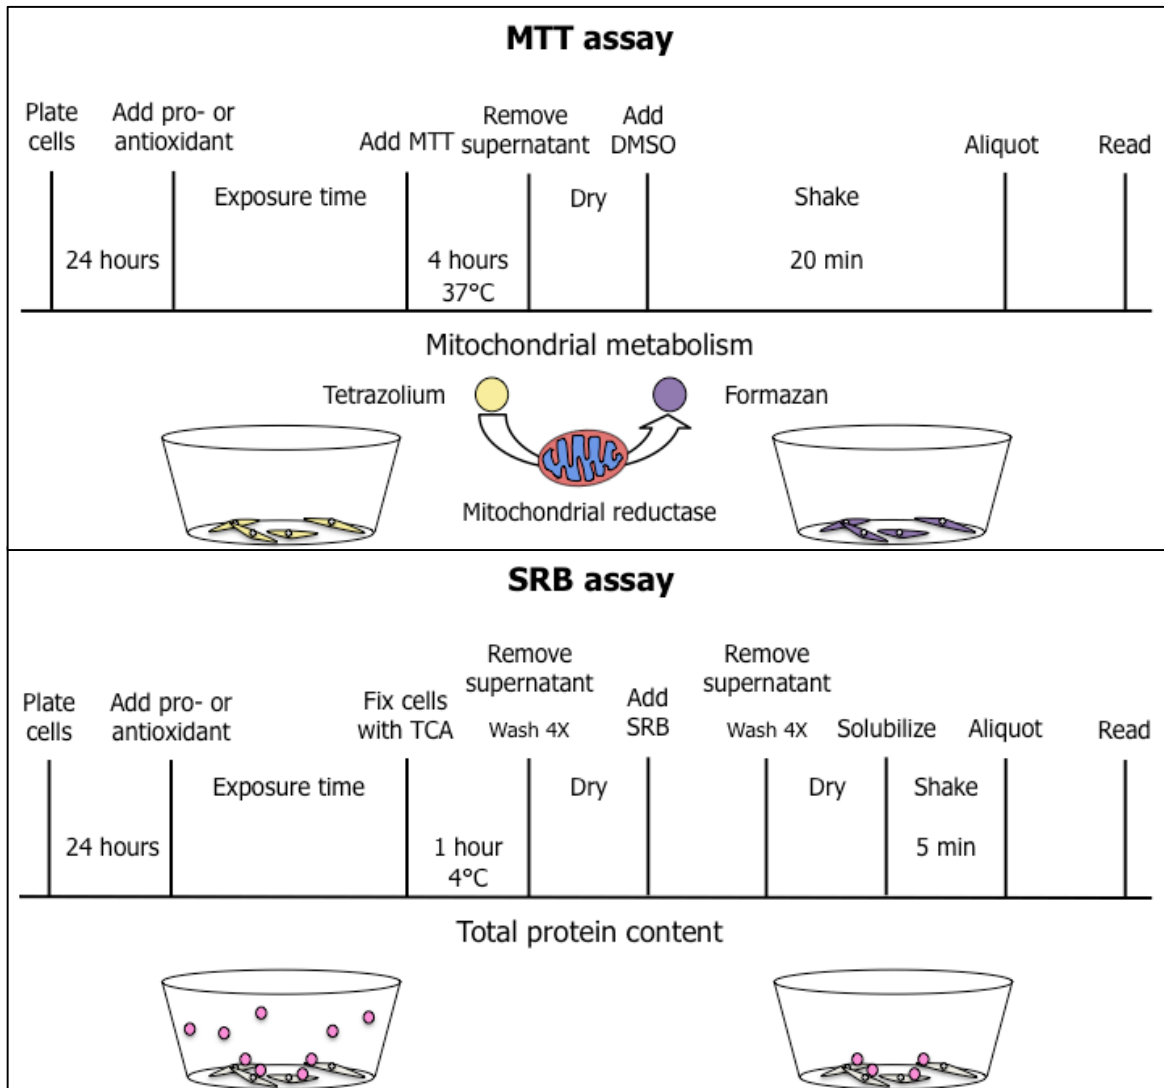 MTT assay
Plate
cells
Add pro- or
antioxidant
Add MTT
Remove
supernatant
Add
DMSO
Aliquot
Read
Exposure time
Dry
Shake
24 hours
4 hours
37°C
20 min
Mitochondrial metabolism
Tetrazolium
Formazan
Mitochondrial reductase
SRB assay
Plate
cells
Add pro- or
antioxidant
Fix cells
with TCA
Remove
supernatant
Wash 4X
Add
SRB
Remove
supernatant
Wash 4X
Solubilize
Aliquot
Read
Exposure time
Dry
Dry
Shake
24 hours
1 hour
4°C
5 min
Total protein content